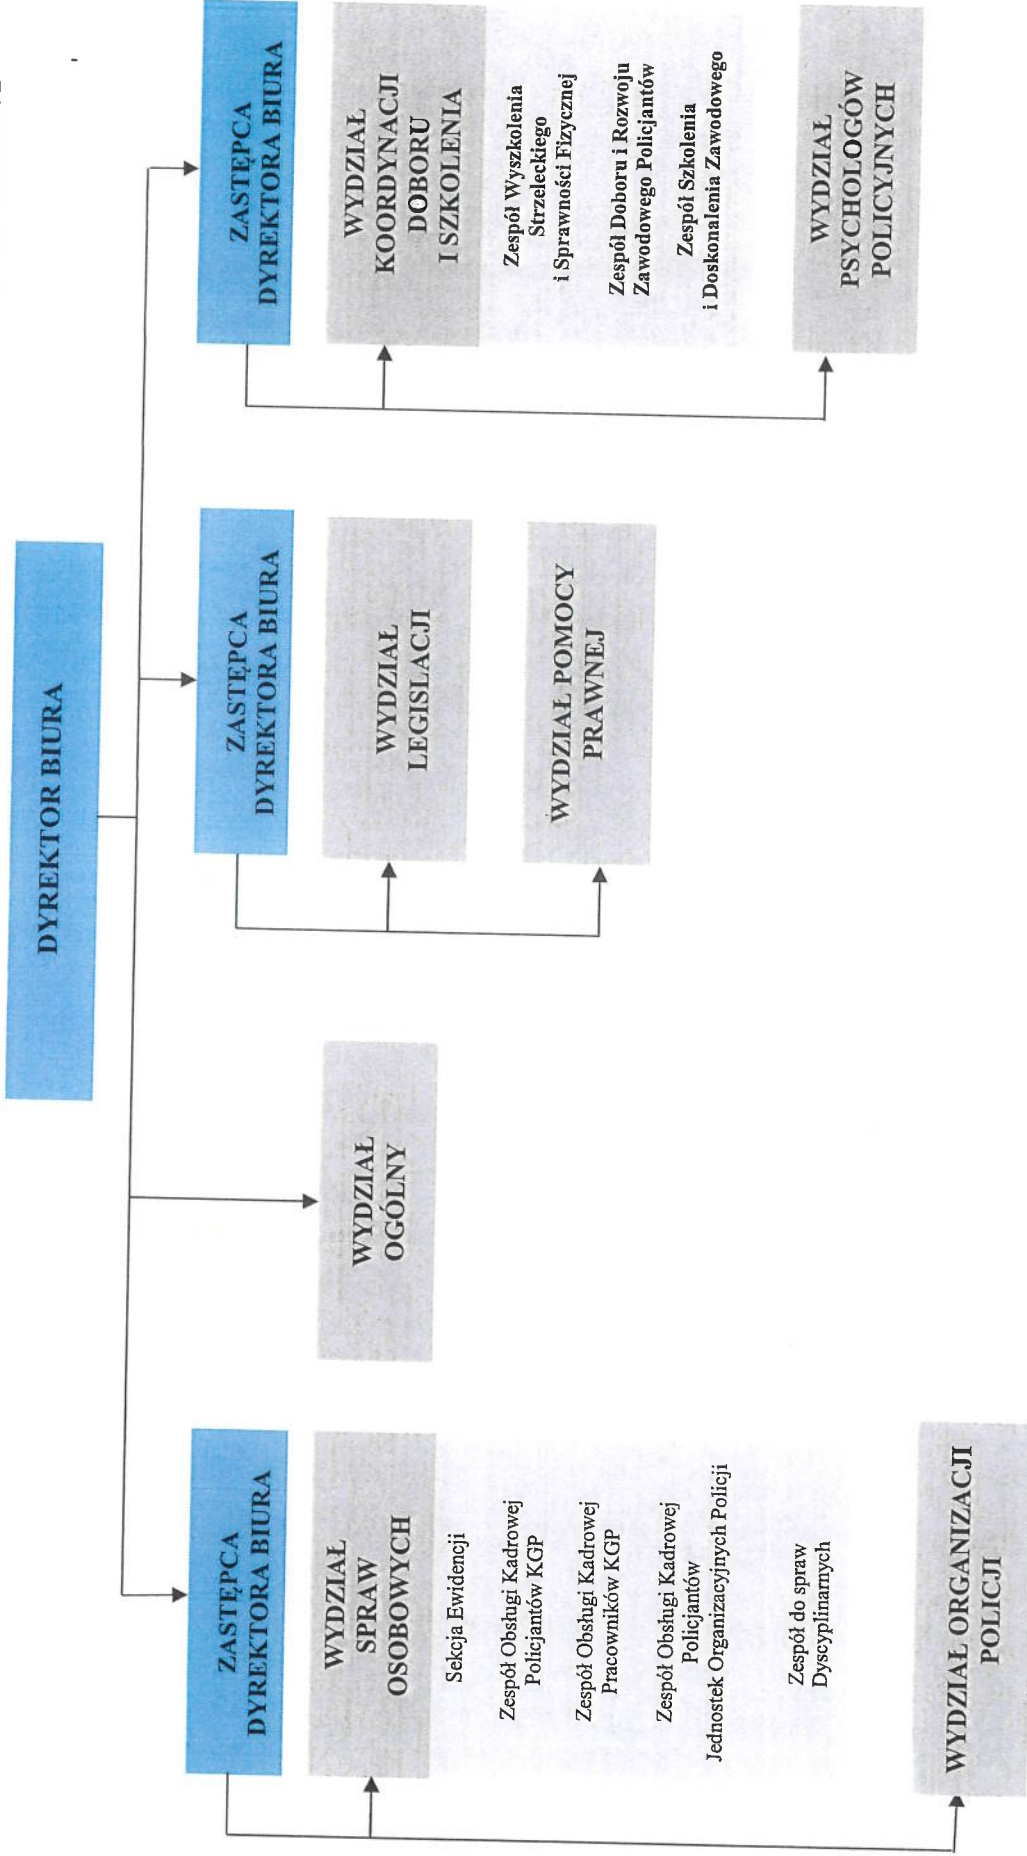 DYREKTOR BIURA
ZASTĘPCA
DYREKTORA BIURA
WYDZIAŁ
SPRAW
OSOBOWYCH
Sekcja Ewidencji
Zespół Obsługi Kadrowej
Policjantów KGP
Zespół Obsługi Kadrowej
Pracowników KGP
Zespół Obsługi Kadrowej
Policjantów
Jednostek Organizacyjnych Policji
Zespół do spraw
Dyscyplinarnych
WYDZIAŁ ORGANIZACJI
POLICJI
WYDZIAŁ
OGÓLNY
ZASTĘPCA
DYREKTORA BIURA
WYDZIAŁ
LEGISLACJI
WYDZIAŁ POMOCY
PRAWNEJ
ZASTĘPCA
DYREKTORA BIURA
WYDZIAŁ
KOORDYNACJI
DOBORU
I SZKOLENIA
Zespół Wyszkolenia
Strzeleckiego
i Sprawności Fizycznej
Zespół Doboru i Rozwoju
Zawodowego Policjantów
Zespół Szkolenia
i Doskonalenia Zawodowego
WYDZIAŁ
PSYCHOLOGÓW
POLICYJNYCH